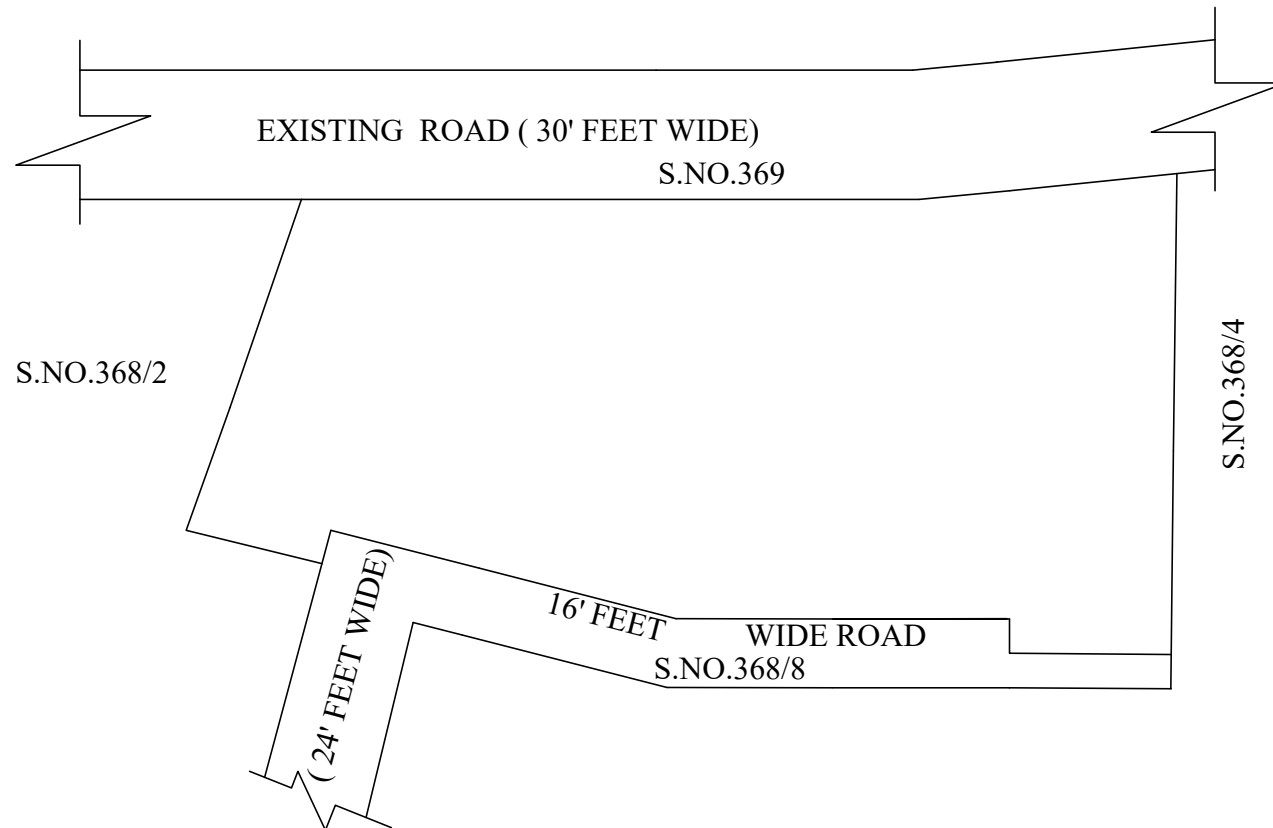 EXISTING ROAD ( 30' FEET WIDE)
S.NO.369
S.NO.368/2
S.NO.368/4
( 24' FEET WIDE)
16' FEET
WIDE ROAD
S.NO.368/8